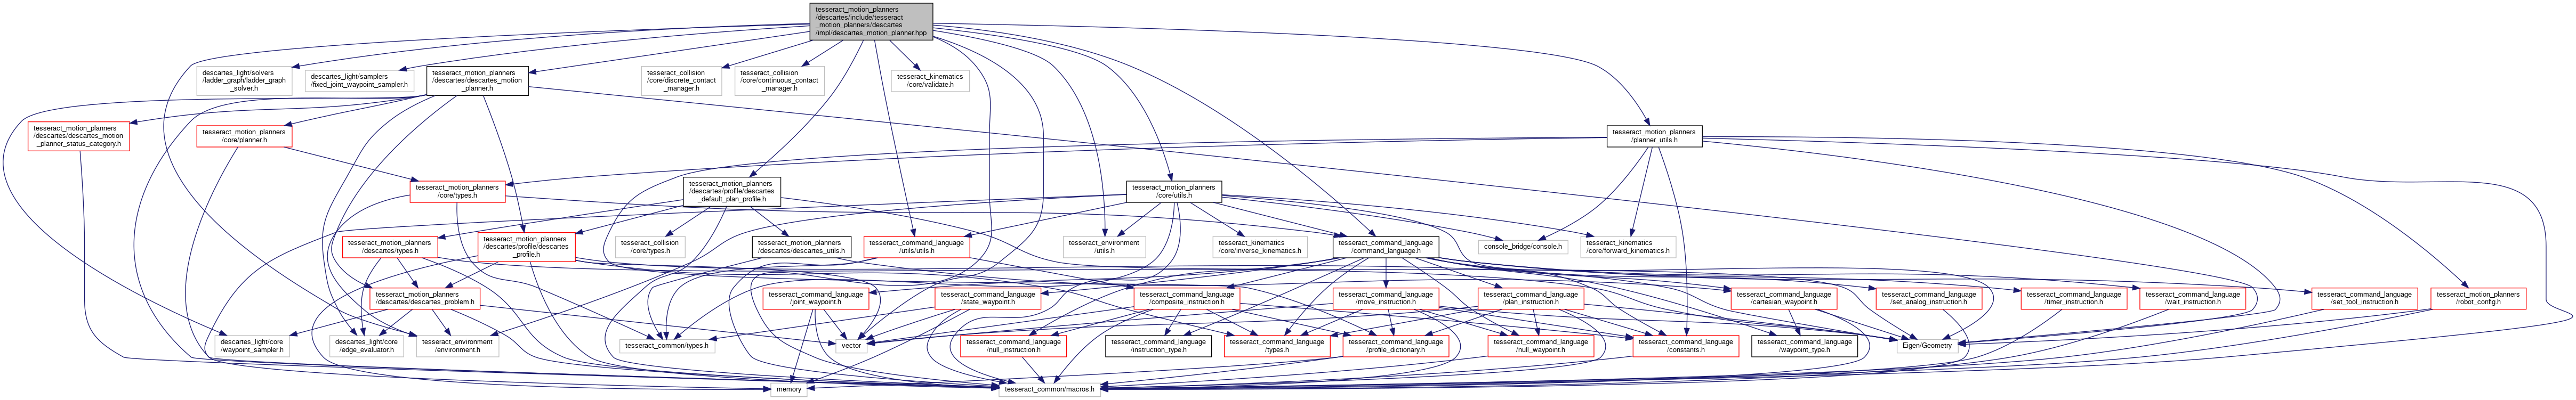 tesseract_motion_planners
/descartes/include/tesseract
_motion_planners/descartes
/impl/descartes_motion_planner.hpp
descartes_light/solvers
/ladder_graph/ladder_graph
_solver.h
descartes_light/samplers
/fixed_joint_waypoint_sampler.h
tesseract_motion_planners
/descartes/descartes_motion
_planner.h
tesseract_collision
/core/discrete_contact
_manager.h
tesseract_collision
/core/continuous_contact
_manager.h
tesseract_kinematics
/core/validate.h
tesseract_motion_planners
/descartes/descartes_motion
_planner_status_category.h
tesseract_motion_planners
/core/planner.h
tesseract_motion_planners
/planner_utils.h
tesseract_motion_planners
/core/types.h
tesseract_motion_planners
/descartes/profile/descartes
_default_plan_profile.h
tesseract_motion_planners
/core/utils.h
tesseract_motion_planners
/descartes/types.h
tesseract_motion_planners
/descartes/profile/descartes
_profile.h
tesseract_collision
/core/types.h
tesseract_motion_planners
/descartes/descartes_utils.h
tesseract_command_language
/utils/utils.h
tesseract_environment
/utils.h
tesseract_kinematics
/core/inverse_kinematics.h
tesseract_command_language
/command_language.h
console_bridge/console.h
tesseract_kinematics
/core/forward_kinematics.h
tesseract_motion_planners
/descartes/descartes_problem.h
tesseract_command_language
/joint_waypoint.h
tesseract_command_language
/state_waypoint.h
tesseract_command_language
/composite_instruction.h
tesseract_command_language
/move_instruction.h
tesseract_command_language
/plan_instruction.h
tesseract_command_language
/cartesian_waypoint.h
tesseract_command_language
/set_analog_instruction.h
tesseract_command_language
/timer_instruction.h
tesseract_command_language
/wait_instruction.h
tesseract_command_language
/set_tool_instruction.h
tesseract_motion_planners
/robot_config.h
descartes_light/core
/waypoint_sampler.h
descartes_light/core
/edge_evaluator.h
tesseract_environment
/environment.h
tesseract_common/types.h
vector
tesseract_command_language
/null_instruction.h
tesseract_command_language
/instruction_type.h
tesseract_command_language
/types.h
tesseract_command_language
/profile_dictionary.h
tesseract_command_language
/null_waypoint.h
tesseract_command_language
/constants.h
tesseract_command_language
/waypoint_type.h
Eigen/Geometry
memory
tesseract_common/macros.h